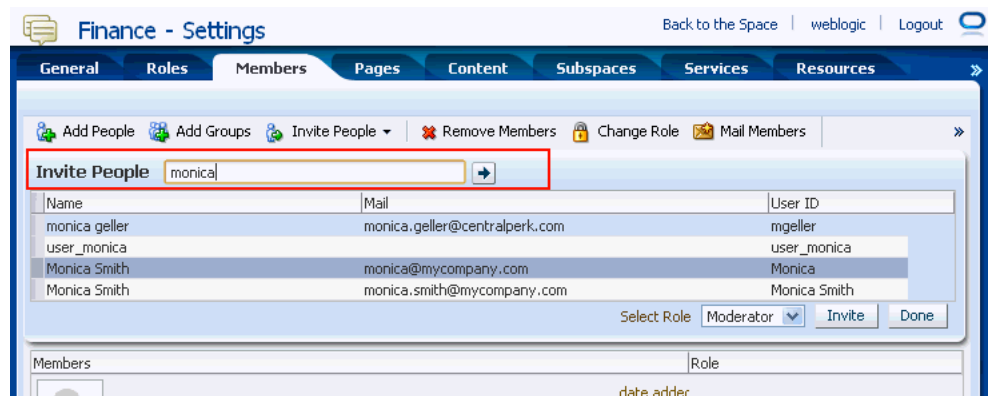 Finance - Settings Back to the Space weblogic Logout
General Roles Members Pages Content Subspaces Services Resources »
Add People Add Groups Invite People Remove Members Change Role Mail Members »
Invite People monica
Name Mail User ID
monica geller monica.geller@centralperk.com mgeller
user_monica user_monica
Monica Smith monica@mycompany.com Monica
Monica Smith monica.smith@mycompany.com Monica Smith
Select Role Moderator Invite Done
Members Role
date added